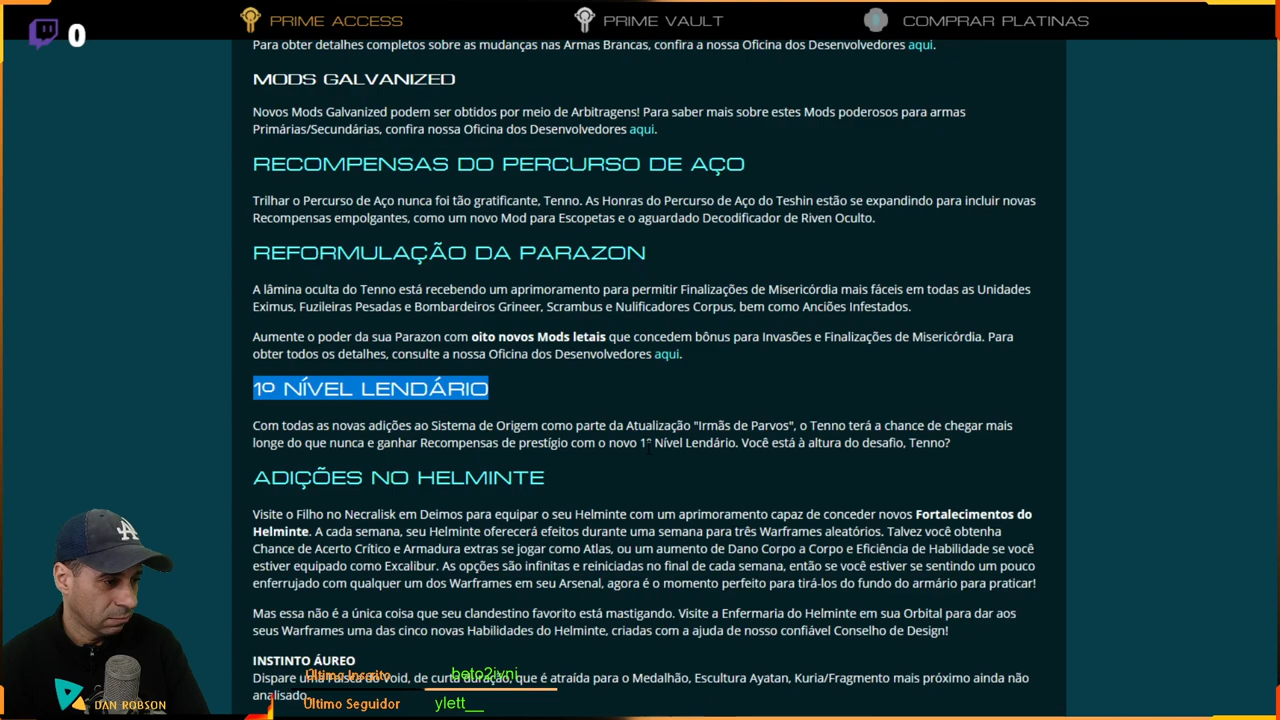 PRIME ACCESS
PRIME VAULT
COMPRAR PLATINAS
0
Para obter detalhes completos sobre as mudanças nas Armas Brancas, confira a nossa Oficina dos Desenvolvedores aqui.
MODS GALVANIZED
Novos Mods Galvanized podem ser obtidos por meio de Arbitragens! Para saber mais sobre estes Mods poderosos para armas
Primárias/Secundárias, confira nossa Oficina dos Desenvolvedores aqui.
RECOMPENSAS DO PERCURSO DE AÇO
Trilhar o Percurso de Aço nunca foi tão gratificante, Tenno. As Honras do Percurso de Aço do Teshin estão se expandindo para incluir novas
Recompensas empolgantes, como um novo Mod para Escopetas e o aguardado Decodificador de Riven Oculto.
REFORMULAÇÃO DA PARAZON
A lâmina oculta do Tenno está recebendo um aprimoramento para permitir Finalizações de Misericórdia mais fáceis em todas as Unidades
Eximus, Fuzileiras Pesadas e Bombardeiros Grineer, Scrambus e Nulificadores Corpus, bem como Anciões Infestados.
Aumente o poder da sua Parazon com oito novos Mods letais que concedem bônus para Invasões e Finalizações de Misericórdia. Para
obter todos os detalhes, consulte a nossa Oficina dos Desenvolvedores aqui.
1º NÍVEL LENDÁRIO
Com todas as novas adições ao Sistema de Origem como parte da Atualização "Irmãs de Parvos", o Tenno terá a chance de chegar mais
longe do que nunca e ganhar Recompensas de prestígio com o novo 1º Nível Lendário. Você está à altura do desafio, Tenno?
ADIÇÕES NO HELMINTE
Visite o Filho no Necralisk em Deimos para equipar o seu Helminte com um aprimoramento capaz de conceder novos Fortalecimentos do
Helminte. A cada semana, seu Helminte oferecerá efeitos durante uma semana para três Warframes aleatórios. Talvez você obtenha
Chance de Acerto Crítico e Armadura extras se jogar como Atlas, ou um aumento de Dano Corpo a Corpo e Eficiência de Habilidade se você
estiver equipado como Excalibur. As opções são infinitas e reiniciadas no final de cada semana, então se você estiver se sentindo um pouco
enferrujado com qualquer um dos Warframes em seu Arsenal, agora é o momento perfeito para tirá-los do fundo do armário para praticar!
Mas essa não é a única coisa que seu clandestino favorito está mastigando. Visite a Enfermaria do Helminte em sua Orbital para dar aos
seus Warframes uma das cinco novas Habilidades do Helminte, criadas com a ajuda de nosso confiável Conselho de Design!
INSTINTO ÁUREO
Dispare uma Faísca do Void, de curta duração, que é atraída para o Medalhão, Escultura Ayatan, Kuria/Fragmento mais próximo ainda não
analisado.
Último Inscrito
beto2ivni
Último Seguidor
ylett__
DAN ROBSON